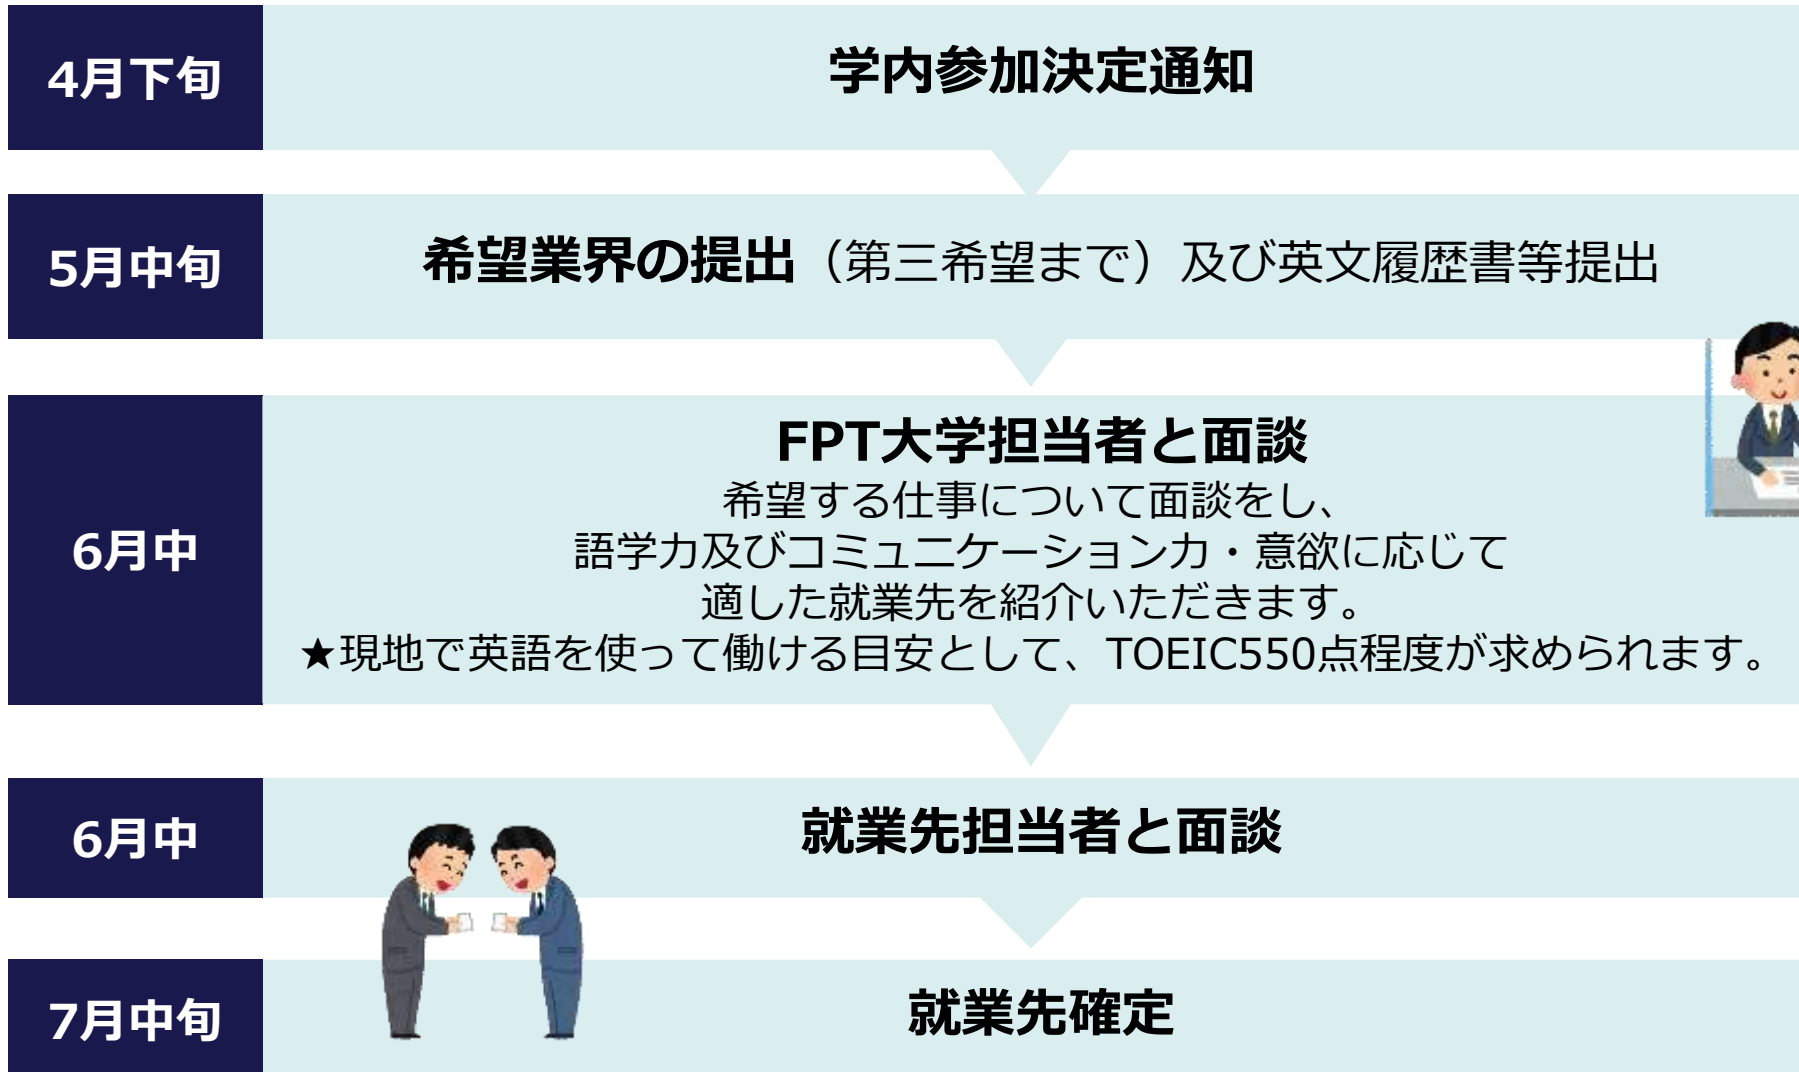 4月下旬
学内参加決定通知
5月中旬
希望業界の提出（第三希望まで）及び英文履歴書等提出
6月中
FPT大学担当者と面談
希望する仕事について面談をし、
語学力及びコミュニケーション力・意欲に応じて
適した就業先を紹介いただきます。
★現地で英語を使って働ける目安として、TOEIC550点程度が求められます。
6月中
就業先担当者と面談
7月中旬
就業先確定